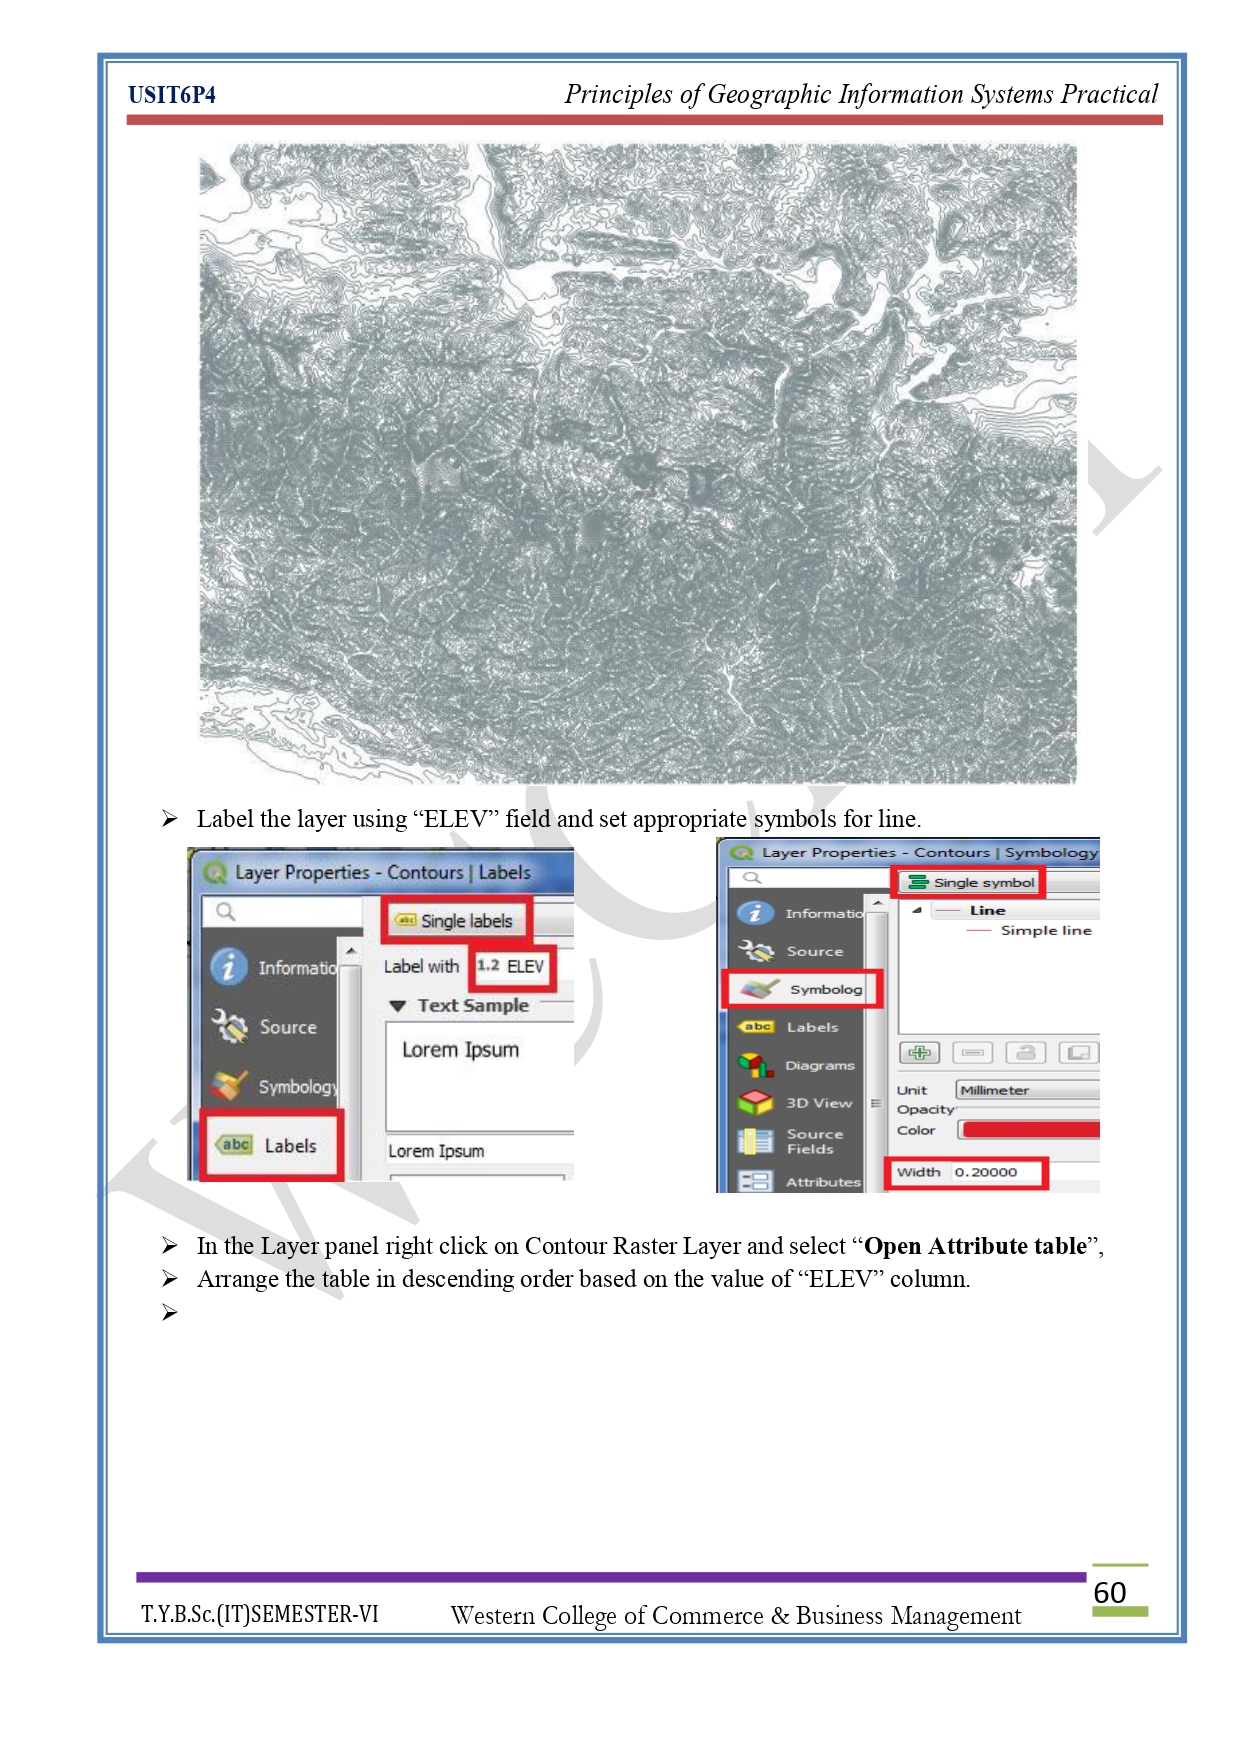 USIT6P4 Principles of Geographic Information Systems Practical
➢ Label the layer using “ELEV” field and set appropriate symbols for line.
Layer Properties - Contours | Labels
Single labels
Informatio
Label with 1.2 ELEV
Text Sample
Source
Lorem Ipsum
Symbology
abc Labels
Lorem Ipsum
Layer Properties - Contours | Symbology
Single symbol
Informatio
Line
Simple line
Source
Symbolog
abc Labels
Diagrams
3D View
Unit Millimeter
Opacity
Color
Source
Fields
Width 0.20000
Attributes
➢ In the Layer panel right click on Contour Raster Layer and select “Open Attribute table”,
➢ Arrange the table in descending order based on the value of “ELEV” column.
➢
60
T.Y.B.Sc.(IT)SEMESTER-VI Western College of Commerce & Business Management